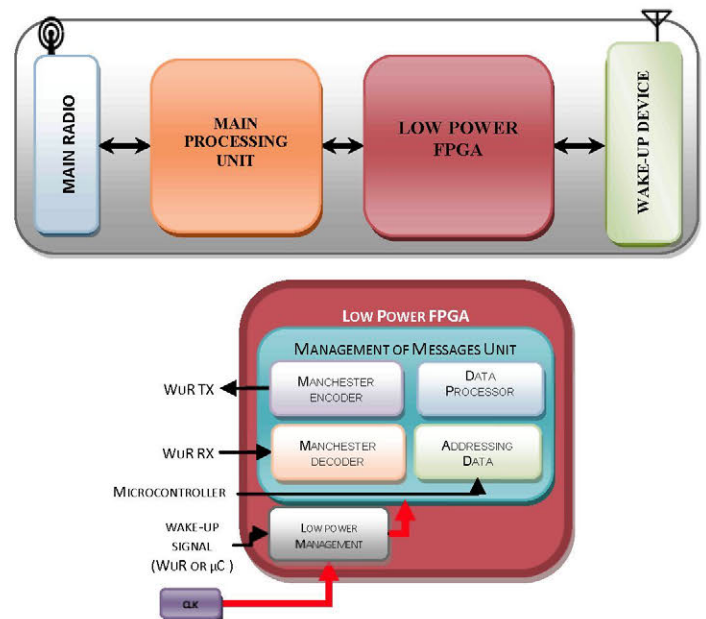 MAIN RADIO
MAIN
PROCESSING
UNIT
LOW POWER
FPGA
WAKE-UP DEVICE
LOW POWER FPGA
MANAGEMENT OF MESSAGES UNIT
MANCHESTER
ENCODER
DATA
PROCESSOR
WUR TX
MANCHESTER
DECODER
ADDRESSING
DATA
WUR RX
MICROCONTROLLER
WAKE-UP
SIGNAL
(WUR OR µC )
LOW POWER
MANAGEMENT
CLK